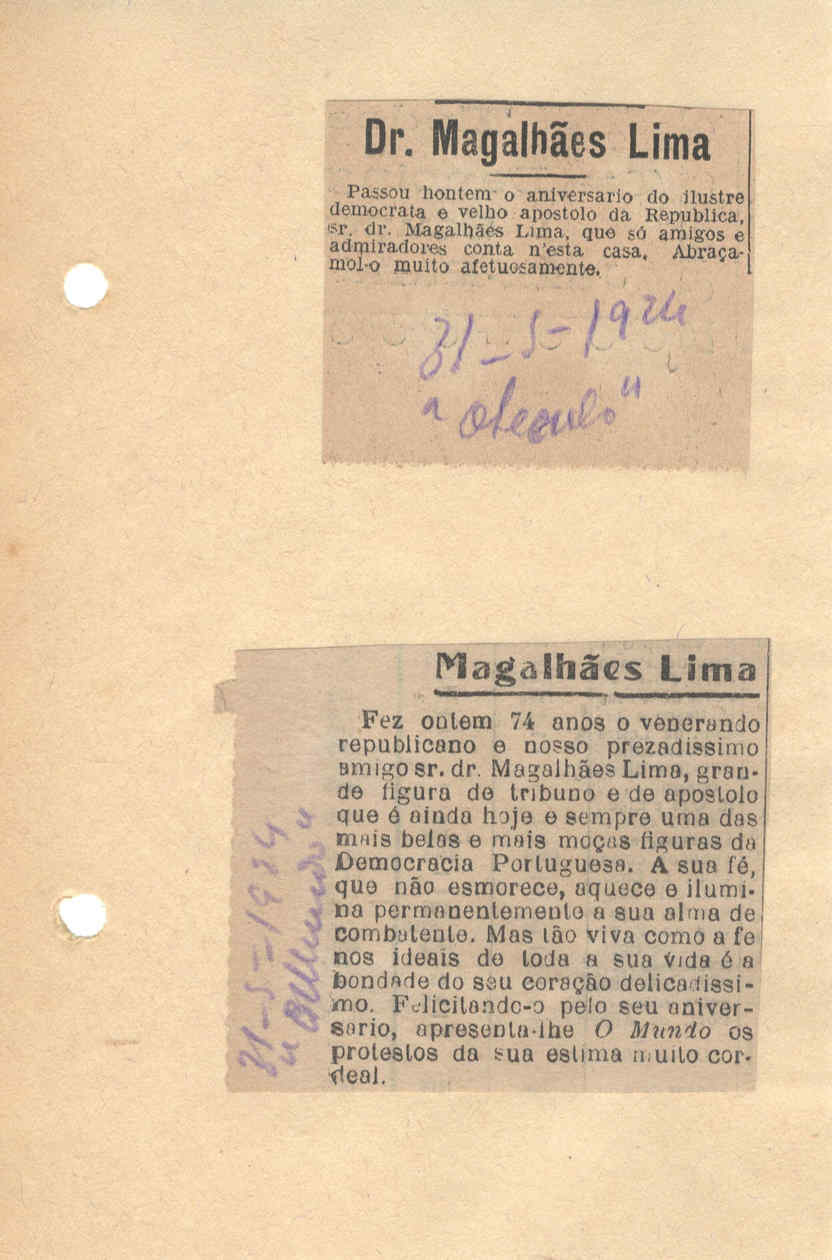 Dr. Magalhães Lima
Passou hontem o aniversario do ilustre
democrata e velho apostolo da Republica,
sr. dr. Magalhães Lima, que só amigos e
admiradores conta n'esta casa. Abraça-
mol-o muito afetuosamente.
31-5-1924
"O Seculo"
Magalhães Lima
Fez ontem 74 anos o venerando
republicano e nosso prezadissimo
amigo sr. dr. Magalhães Lima, gran-
de figura de tribuno e de apostolo
que é ainda hoje e sempre uma das
mais belas e mais moças figuras da
Democracia Portuguesa. A sua fé,
que não esmorece, aquece e ilumi-
na permanentemente a sua alma de
combatente. Mas tão viva como a fe
nos ideais de toda a sua vida é a
bondade do seu coração delicadissi-
mo. Felicitando-o pelo seu aniver-
sario, apresenta-lhe O Mundo os
protestos da sua estima muito cor-
deal.
31-5-1924
"O Mundo"